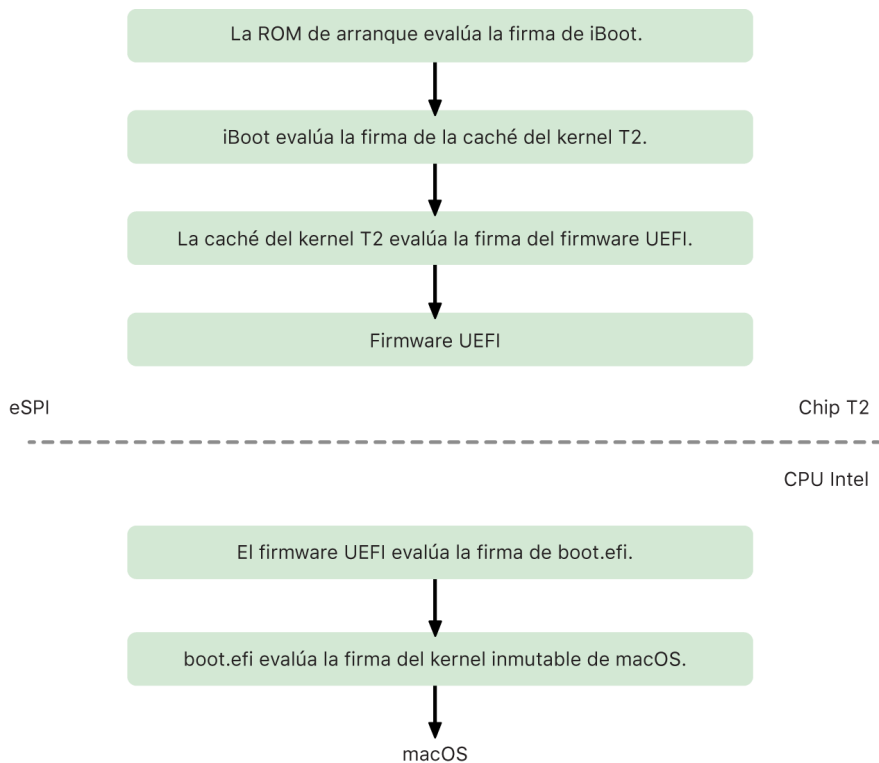 La ROM de arranque evalúa la firma de iBoot.
iBoot evalúa la firma de la caché del kernel T2.
La caché del kernel T2 evalúa la firma del firmware UEFI.
Firmware UEFI
eSPI
Chip T2
CPU Intel
El firmware UEFI evalúa la firma de boot.efi.
boot.efi evalúa la firma del kernel inmutable de macOS.
macOS